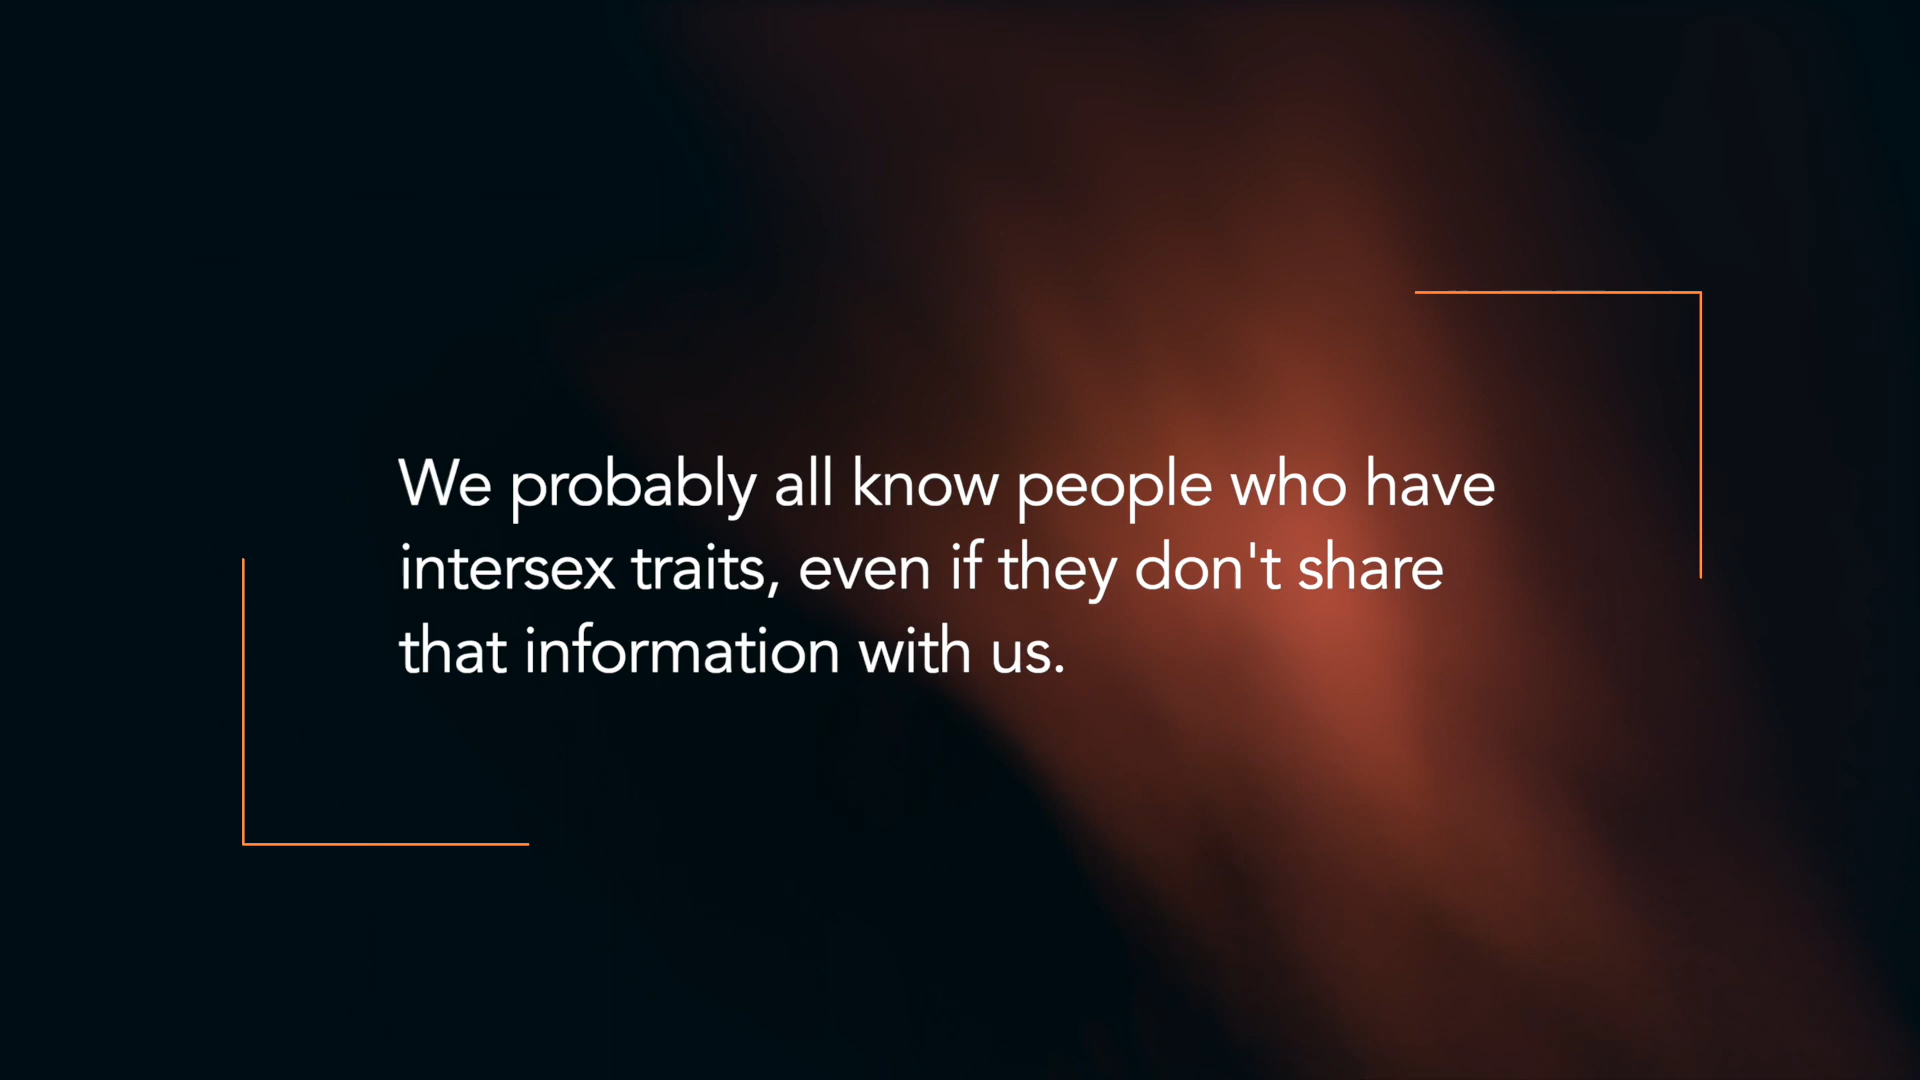 We probably all know people who have
intersex traits, even if they don't share
that information with us.